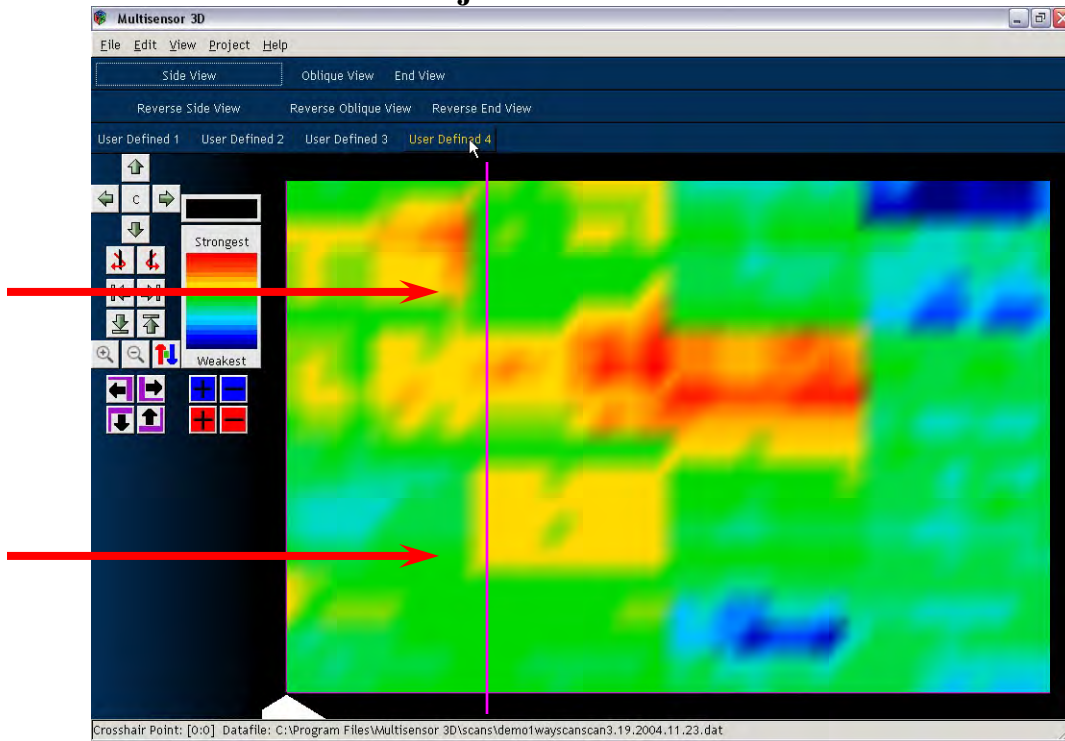 Multisensor 3D
File Edit View Project Help
Side View Oblique View End View
Reverse Side View Reverse Oblique View Reverse End View
User Defined 1 User Defined 2 User Defined 3 User Defined 4
C
Strongest
Weakest
Crosshair Point: [0:0] Datafile: C:\Program Files\Multisensor 3D\scans\demo1wayscanscan3.19.2004.11.23.dat